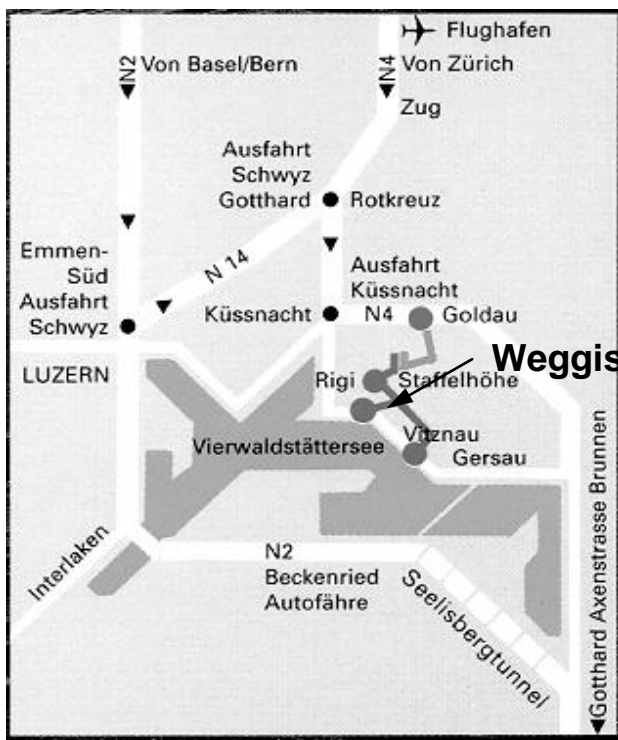 Flughafen
N2
Von Basel/Bern
N4
Von Zürich
Zug
Ausfahrt
Schwyz
Gotthard
Rotkreuz
Emmen-
Süd
Ausfahrt
Schwyz
N 14
Ausfahrt
Küssnacht
Küssnacht
N4
Goldau
LUZERN
Weggis
Rigi
Staffelhöhe
Vierwaldstättersee
Vitznau
Gersau
Interlaken
N2
Beckenried
Autofähre
Seelisbergtunnel
Gotthard Axenstrasse Brunnen